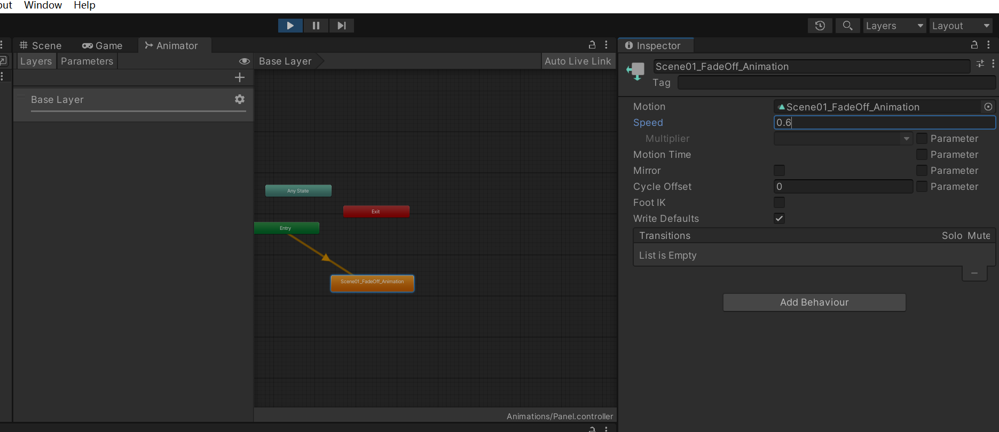 out Window Help
Layers Layout
Scene Game Animator
Inspector
Layers Parameters
Base Layer Auto Live Link
Scene01_FadeOff_Animation
Tag
Base Layer
Motion Scene01_FadeOff_Animation
Speed 0.6
Multiplier Parameter
Motion Time Parameter
Mirror Parameter
Cycle Offset 0 Parameter
Foot IK
Write Defaults
Transitions Solo Mute
List is Empty
Add Behaviour
Any State
Exit
Entry
Scene01_FadeOff_Animation
Animations/Panel.controller